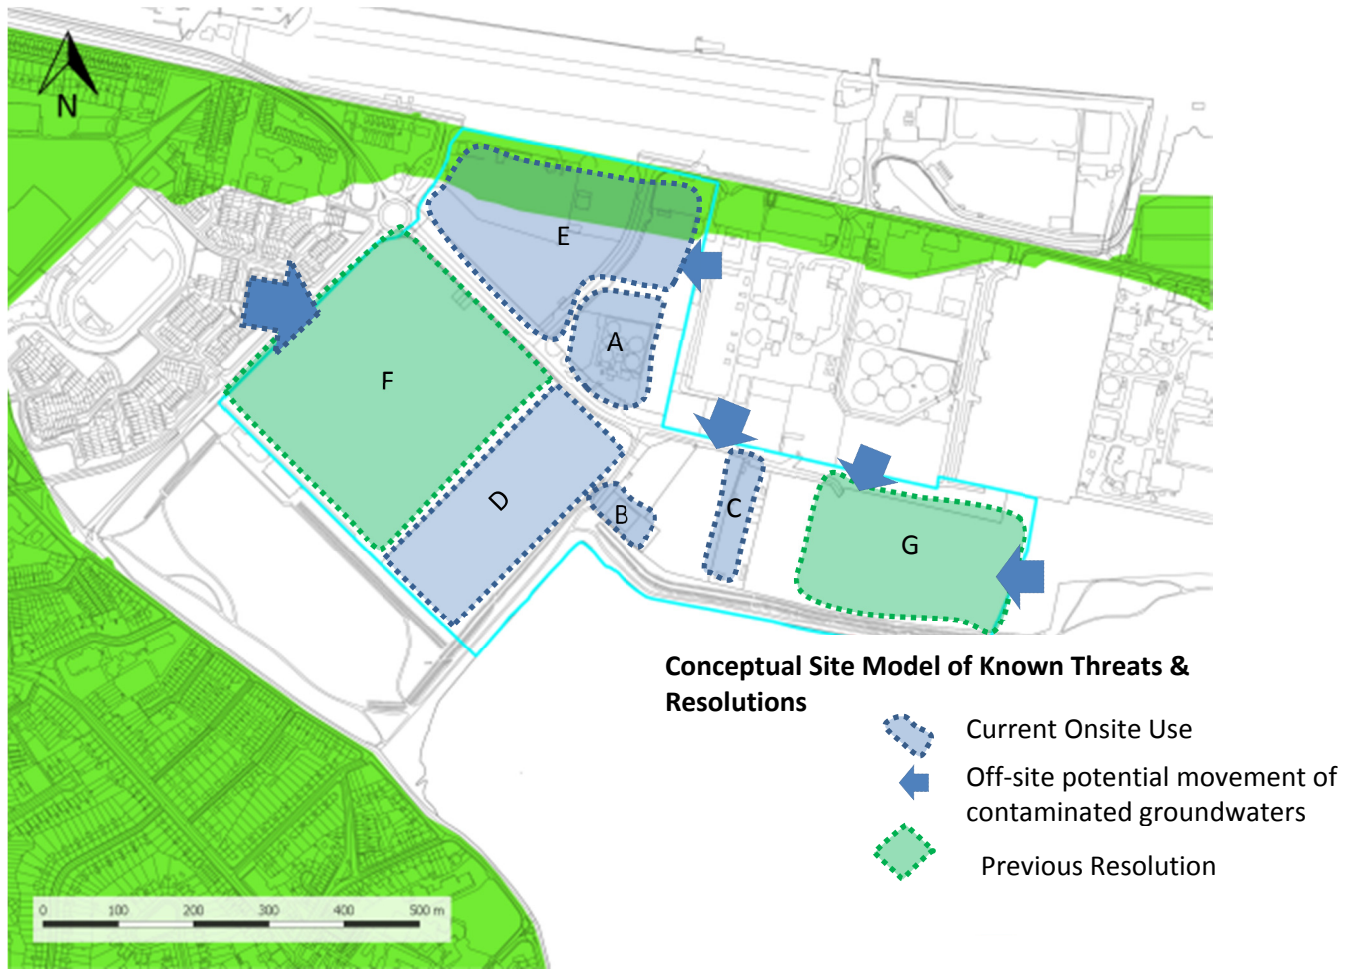 N
E
A
F
D
B
C
G
Conceptual Site Model of Known Threats &
Resolutions
Current Onsite Use
Off-site potential movement of
contaminated groundwaters
Previous Resolution
0 100 200 300 400 500 m